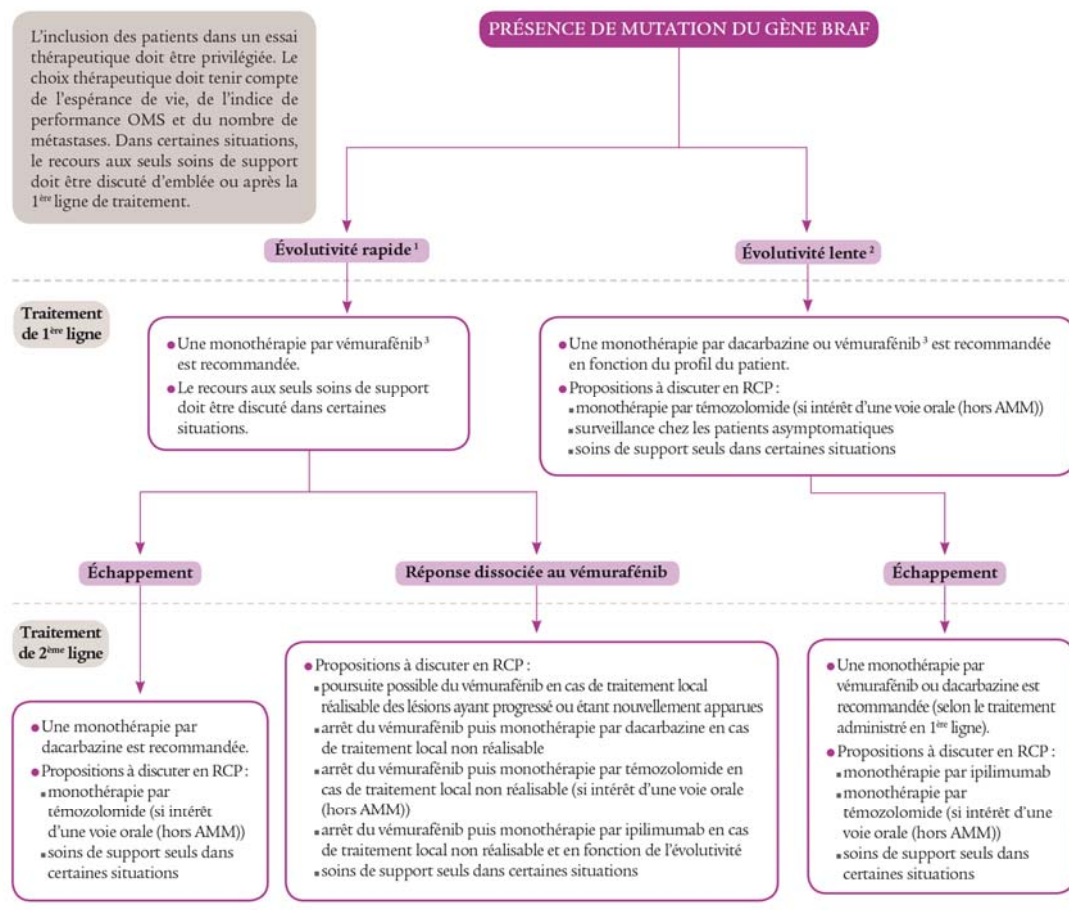 L'inclusion des patients dans un essai
thérapeutique doit être privilégiée. Le
choix thérapeutique doit tenir compte
de l'espérance de vie, de l'indice de
performance OMS et du nombre de
métastases. Dans certaines situations,
le recours aux seuls soins de support
doit être discuté d'emblée ou après la
1ère ligne de traitement.
PRÉSENCE DE MUTATION DU GÈNE BRAF
Évolutivité rapide 1
Évolutivité lente 2
Traitement
de 1ère ligne
● Une monothérapie par vémurafénib 3
est recommandée.
● Le recours aux seuls soins de support
doit être discuté dans certaines
situations.
● Une monothérapie par dacarbazine ou vémurafénib 3 est recommandée
en fonction du profil du patient.
● Propositions à discuter en RCP :
▪ monothérapie par témozolomide (si intérêt d'une voie orale (hors AMM))
▪ surveillance chez les patients asymptomatiques
▪ soins de support seuls dans certaines situations
Échappement
Réponse dissociée au vémurafénib
Échappement
Traitement
de 2ème ligne
● Une monothérapie par
dacarbazine est recommandée.
● Propositions à discuter en RCP :
▪ monothérapie par
témozolomide (si intérêt
d'une voie orale (hors AMM))
▪ soins de support seuls dans
certaines situations
● Propositions à discuter en RCP :
▪ poursuite possible du vémurafénib en cas de traitement local
réalisable des lésions ayant progressé ou étant nouvellement apparues
▪ arrêt du vémurafénib puis monothérapie par dacarbazine en cas
de traitement local non réalisable
▪ arrêt du vémurafénib puis monothérapie par témozolomide en
cas de traitement local non réalisable (si intérêt d'une voie orale
(hors AMM))
▪ arrêt du vémurafénib puis monothérapie par ipilimumab en cas
de traitement local non réalisable et en fonction de l'évolutivité
▪ soins de support seuls dans certaines situations
● Une monothérapie par
vémurafénib ou dacarbazine est
recommandée (selon le traitement
administré en 1ère ligne).
● Propositions à discuter en RCP :
▪ monothérapie par ipilimumab
▪ monothérapie par
témozolomide (si intérêt d'une
voie orale (hors AMM))
▪ soins de support seuls dans
certaines situations